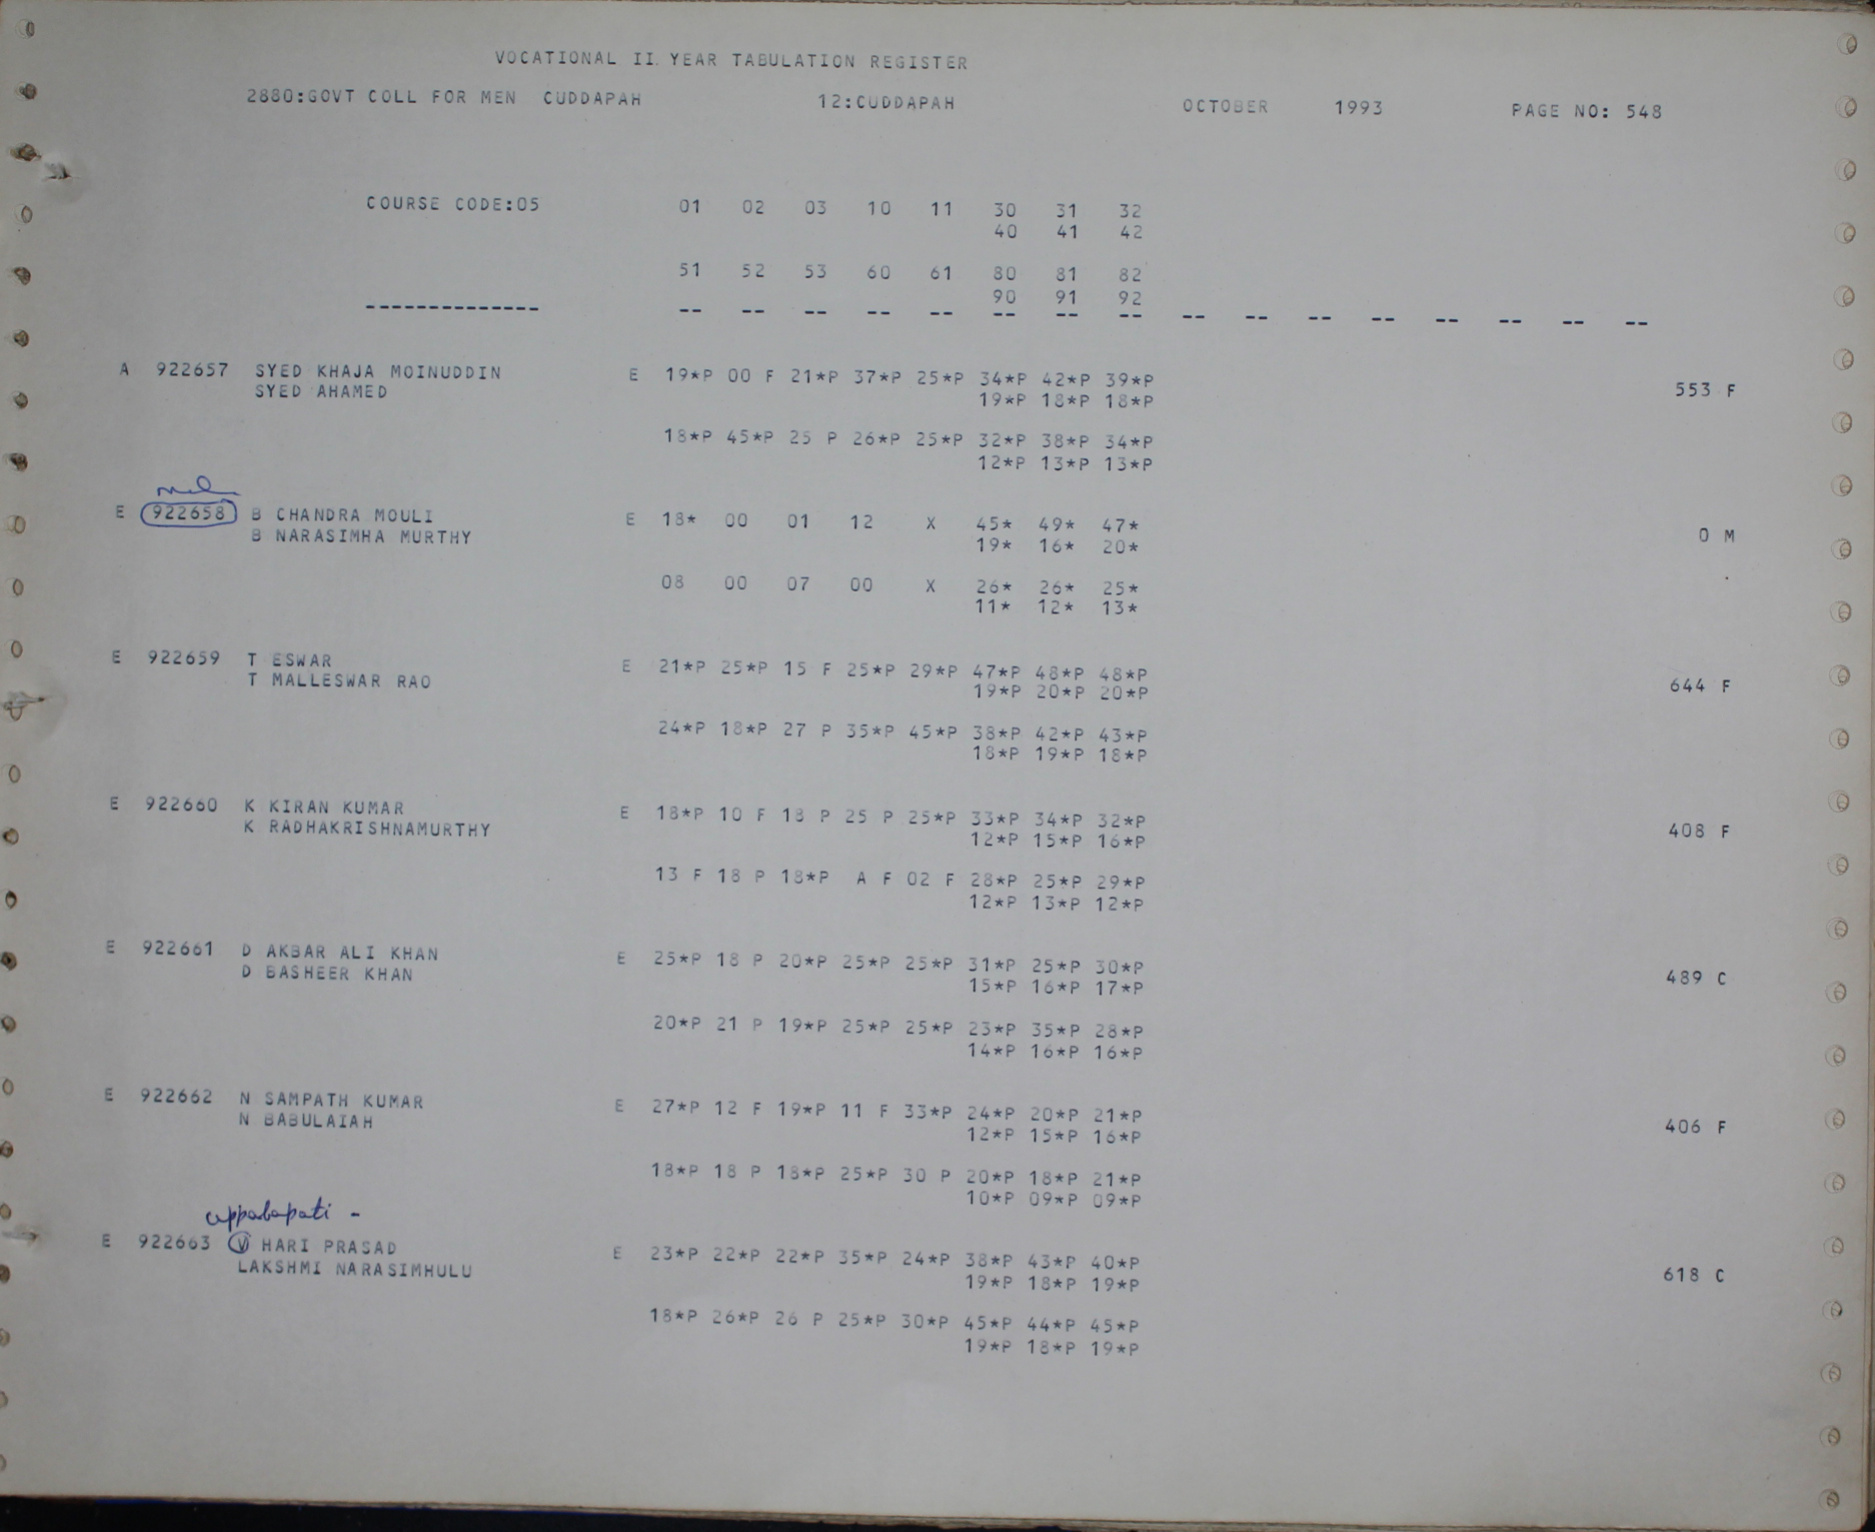 VOCATIONAL II YEAR TABULATION REGISTER
2880:GOVT COLL FOR MEN CUDDAPAH 12:CUDDAPAH OCTOBER 1993 PAGE NO: 548
COURSE CODE:05 01 02 03 10 11 30 31 32
40 41 42
51 52 53 60 61 80 81 82
90 91 92
-------------- -- -- -- -- -- -- -- -- -- -- -- -- -- -- -- --
A 922657 SYED KHAJA MOINUDDIN E 19*P 00 F 21*P 37*P 25*P 34*P 42*P 39*P
SYED AHAMED 19*P 18*P 18*P 553 F
18*P 45*P 25 P 26*P 25*P 32*P 38*P 34*P
12*P 13*P 13*P
E 922658 B CHANDRA MOULI E 18* 00 01 12 X 45* 49* 47*
B NARASIMHA MURTHY 19* 16* 20* 0 M
08 00 07 00 X 26* 26* 25*
11* 12* 13*
E 922659 T ESWAR E 21*P 25*P 15 F 25*P 29*P 47*P 48*P 48*P
T MALLESWAR RAO 19*P 20*P 20*P 644 F
24*P 18*P 27 P 35*P 45*P 38*P 42*P 43*P
18*P 19*P 18*P
E 922660 K KIRAN KUMAR E 18*P 10 F 18 P 25 P 25*P 33*P 34*P 32*P
K RADHAKRISHNAMURTHY 12*P 15*P 16*P 408 F
13 F 18 P 18*P A F 02 F 28*P 25*P 29*P
12*P 13*P 12*P
E 922661 D AKBAR ALI KHAN E 25*P 18 P 20*P 25*P 25*P 31*P 25*P 30*P
D BASHEER KHAN 15*P 16*P 17*P 489 C
20*P 21 P 19*P 25*P 25*P 23*P 35*P 28*P
14*P 16*P 16*P
E 922662 N SAMPATH KUMAR E 27*P 12 F 19*P 11 F 33*P 24*P 20*P 21*P
N BABULAIAH 12*P 15*P 16*P 406 F
18*P 18 P 18*P 25*P 30 P 20*P 18*P 21*P
10*P 09*P 09*P
uppalapati -
E 922663 V HARI PRASAD E 23*P 22*P 22*P 35*P 24*P 38*P 43*P 40*P
LAKSHMI NARASIMHULU 19*P 18*P 19*P 618 C
18*P 26*P 26 P 25*P 30*P 45*P 44*P 45*P
19*P 18*P 19*P